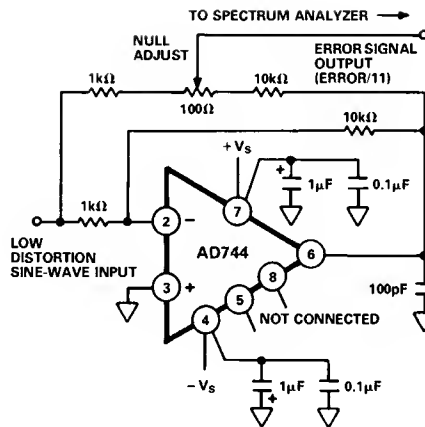 TO SPECTRUM ANALYZER
NULL
ADJUST
ERROR SIGNAL
OUTPUT
(ERROR/11)
1kΩ
100Ω
10kΩ
10kΩ
+VS
+
1μF
0.1μF
1kΩ
2
−
7
LOW
DISTORTION
SINE-WAVE INPUT
AD744
6
3
+
8
5
4
NOT CONNECTED
100pF
−VS
1μF
+
0.1μF